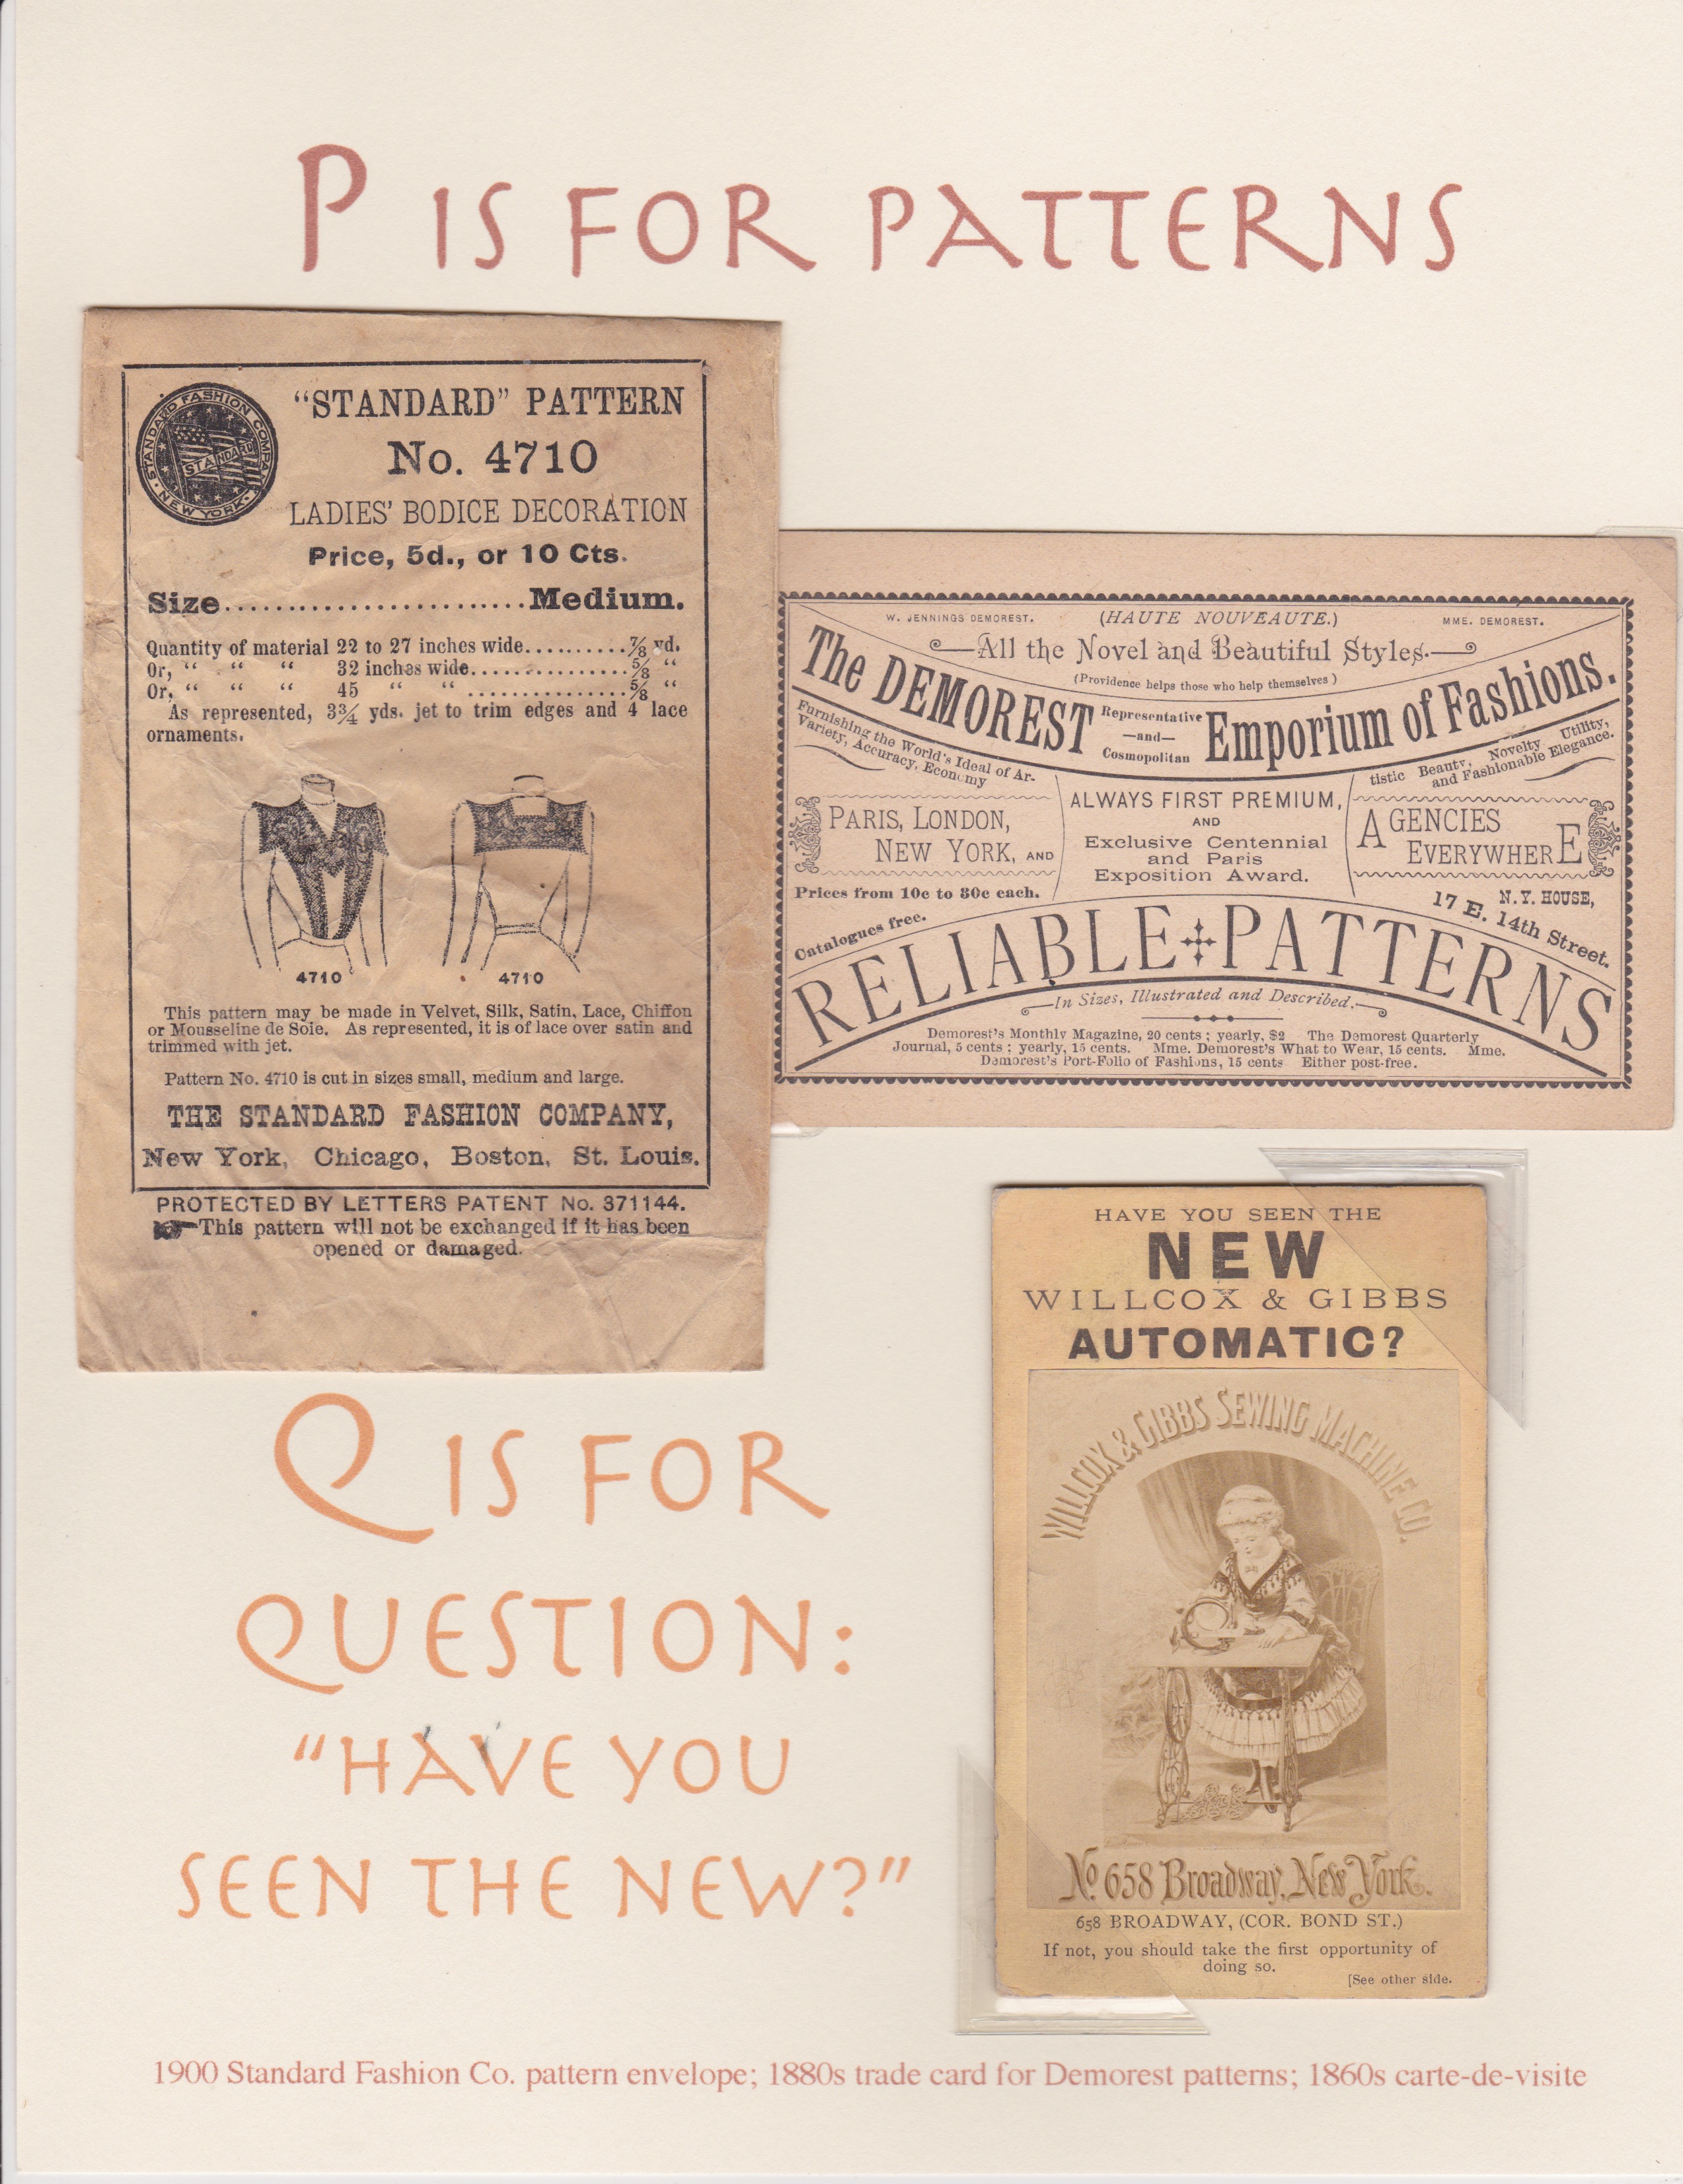 P IS FOR PATTERNS
STANDARD FASHION COMPANY
STANDARD
· NEW YORK ·
“STANDARD” PATTERN
No. 4710
LADIES’ BODICE DECORATION
Price, 5d., or 10 Cts.
Size........................Medium.
Quantity of material 22 to 27 inches wide..........⅞ yd.
Or, “ “ “ 32 inches wide................⅝ “
Or, “ “ “ 45 “ “ ................⅝ “
As represented, 3¾ yds. jet to trim edges and 4 lace
ornaments.
4710 4710
This pattern may be made in Velvet, Silk, Satin, Lace, Chiffon
or Mousseline de Soie. As represented, it is of lace over satin and
trimmed with jet.
Pattern No. 4710 is cut in sizes small, medium and large.
THE STANDARD FASHION COMPANY,
New York, Chicago, Boston, St. Louis.
PROTECTED BY LETTERS PATENT No. 371144.
☛This pattern will not be exchanged if it has been
opened or damaged.
W. JENNINGS DEMOREST. (HAUTE NOUVEAUTE.) MME. DEMOREST.
All the Novel and Beautiful Styles.
(Providence helps those who help themselves)
The DEMOREST Representative —and— Cosmopolitan Emporium of Fashions.
Furnishing the World's Ideal of Ar-
tistic Beauty, Novelty, Utility,
Variety, Accuracy, Economy
and Fashionable Elegance.
PARIS, LONDON,
NEW YORK, AND
ALWAYS FIRST PREMIUM,
AND
Exclusive Centennial
and Paris
Exposition Award.
AGENCIES
EVERYWHERE
Prices from 10c to 30c each.
Catalogues free.
N.Y. HOUSE,
17 E. 14th Street.
RELIABLE PATTERNS
In Sizes, Illustrated and Described.
Demorest's Monthly Magazine, 20 cents; yearly, $2 The Demorest Quarterly
Journal, 5 cents; yearly, 15 cents. Mme. Demorest's What to Wear, 15 cents. Mme.
Demorest's Port-Folio of Fashions, 15 cents Either post-free.
HAVE YOU SEEN THE
NEW
WILLCOX & GIBBS
AUTOMATIC?
WILLCOX & GIBBS SEWING MACHINE CO.
No 658 Broadway, New York.
658 BROADWAY, (COR. BOND ST.)
If not, you should take the first opportunity of
doing so.
[See other side.
Q IS FOR
QUESTION:
“HAVE YOU
SEEN THE NEW?”
1900 Standard Fashion Co. pattern envelope; 1880s trade card for Demorest patterns; 1860s carte-de-visite